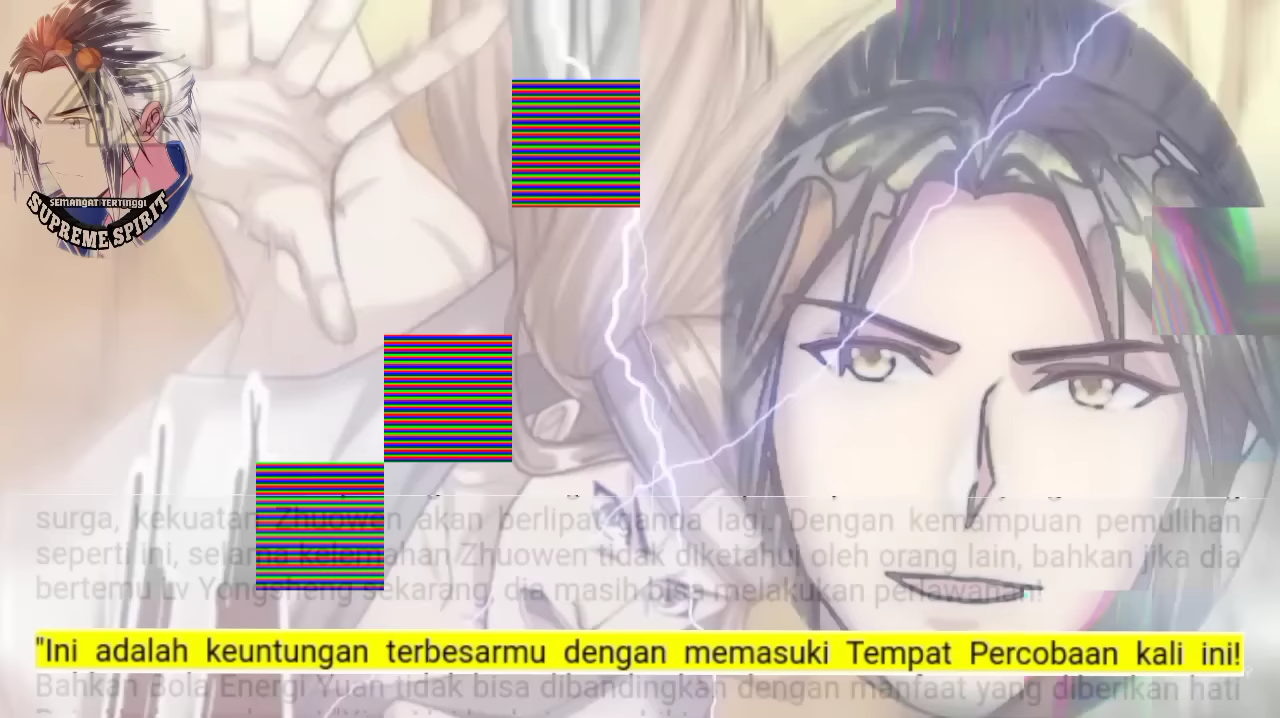 SEMANGAT TERTINGGI
SUPREME SPIRIT
surga, kekuatan Zhuowen akan berlipat ganda lagi. Dengan kemampuan pemulihan
seperti ini, selama kelemahan Zhuowen tidak diketahui oleh orang lain, bahkan jika dia
bertemu Lv Yongsheng sekarang, dia masih bisa melakukan perlawanan!
"Ini adalah keuntungan terbesarmu dengan memasuki Tempat Percobaan kali ini!
Bahkan Bola Energi Yuan tidak bisa dibandingkan dengan manfaat yang diberikan hati